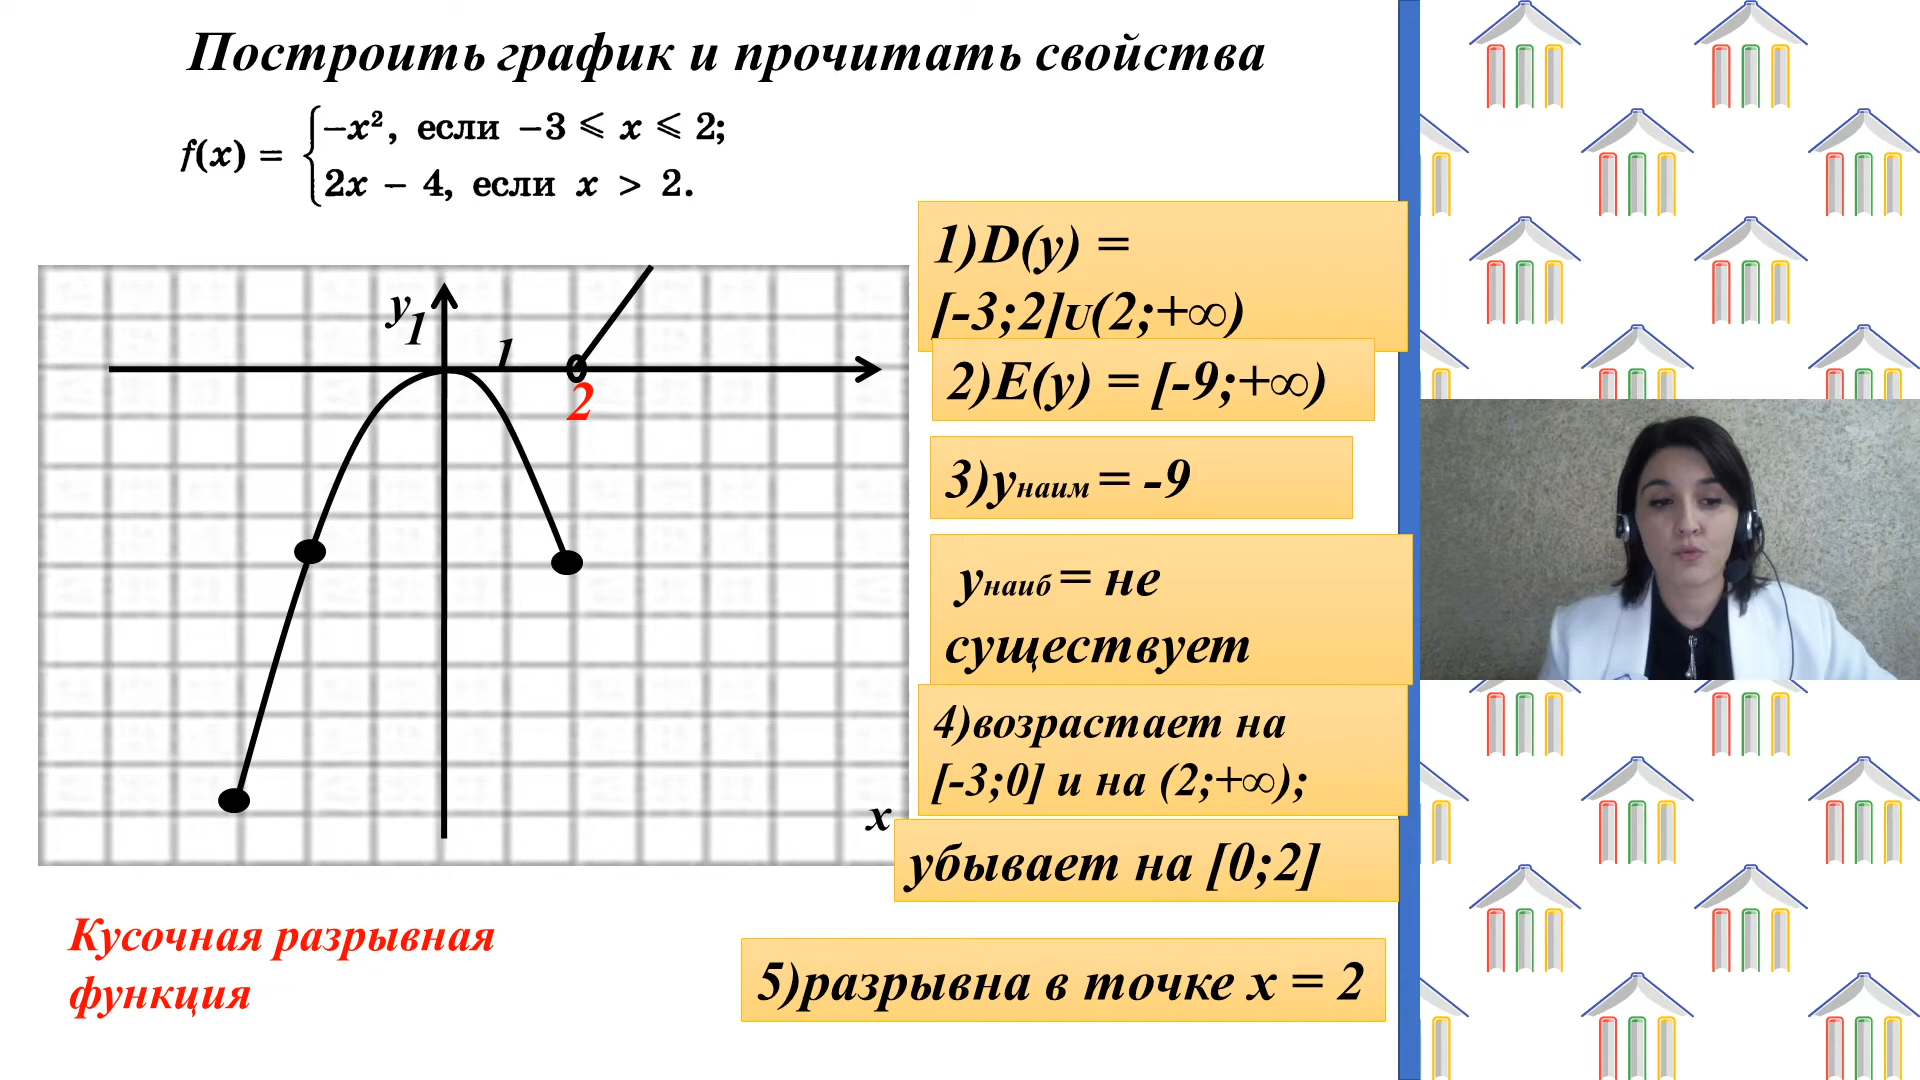 Построить график и прочитать свойства
f(x) = { −x², если −3 ⩽ x ⩽ 2;
2x − 4, если x > 2.
1)D(y) =
[-3;2]∪(2;+∞)
2)E(y) = [-9;+∞)
3)yнаим = -9
yнаиб = не
существует
4)возрастает на
[-3;0] и на (2;+∞);
убывает на [0;2]
5)разрывна в точке x = 2
y
1
1
2
x
Кусочная разрывная
функция